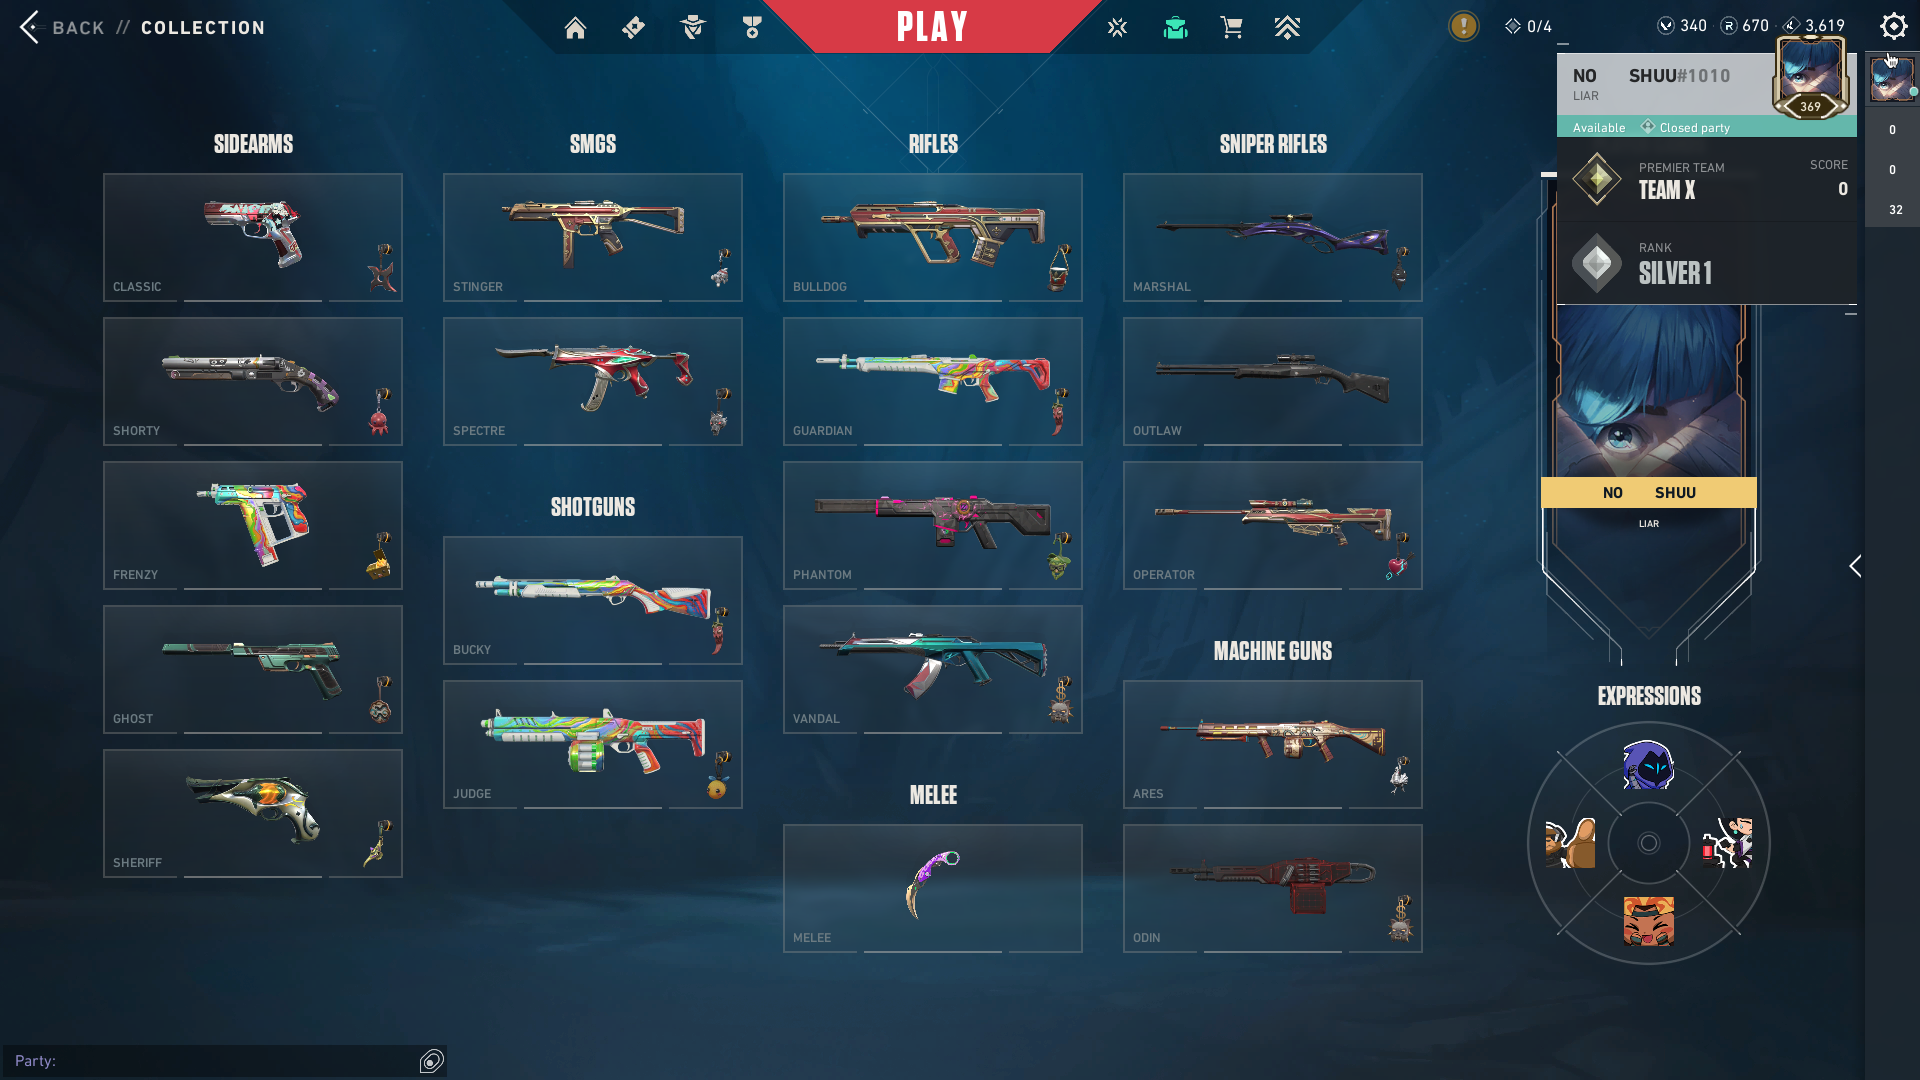 BACK // COLLECTION
PLAY
0/4
340
670
3,619
NO SHUU#1010
LIAR
369
Available Closed party
PREMIER TEAM
TEAM X
SCORE
0
RANK
SILVER 1
0
0
32
SIDEARMS
CLASSIC
SHORTY
FRENZY
GHOST
SHERIFF
SMGS
STINGER
SPECTRE
SHOTGUNS
BUCKY
JUDGE
RIFLES
BULLDOG
GUARDIAN
PHANTOM
VANDAL
MELEE
MELEE
SNIPER RIFLES
MARSHAL
OUTLAW
OPERATOR
MACHINE GUNS
ARES
ODIN
NO SHUU
LIAR
EXPRESSIONS
Party: